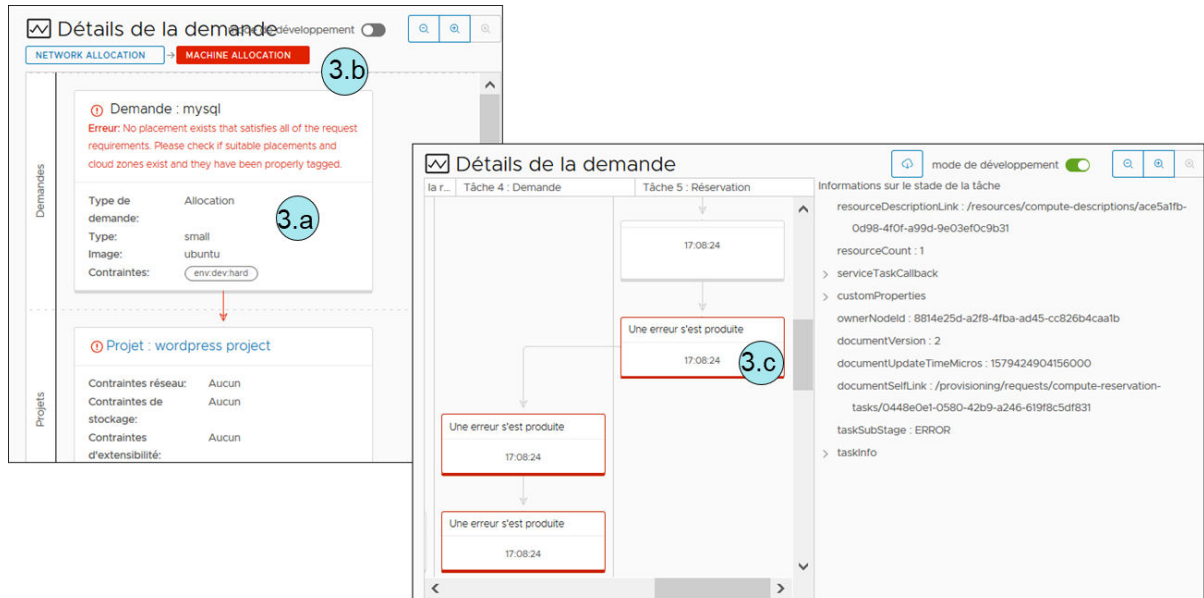 Détails de la demande
mode de développement
NETWORK ALLOCATION
MACHINE ALLOCATION
3.b
Demandes
Demande : mysql
Erreur: No placement exists that satisfies all of the request
requirements. Please check if suitable placements and
cloud zones exist and they have been properly tagged.
Type de
demande:
Allocation
3.a
Type:
small
Image:
ubuntu
Contraintes:
env:dev:hard
Projets
Projet : wordpress project
Contraintes réseau:
Aucun
Contraintes de
stockage:
Aucun
Contraintes
d'extensibilité:
Aucun
Détails de la demande
mode de développement
la r...
Tâche 4 : Demande
Tâche 5 : Réservation
17:08:24
Une erreur s'est produite
17:08:24
3.c
Une erreur s'est produite
17:08:24
Une erreur s'est produite
17:08:24
Informations sur le stade de la tâche
resourceDescriptionLink : /resources/compute-descriptions/ace5a1fb-
0d98-4f0f-a99d-9e03ef0c9b31
resourceCount : 1
serviceTaskCallback
customProperties
ownerNodeId : 8814e25d-a2f8-4fba-ad45-cc826b4caa1b
documentVersion : 2
documentUpdateTimeMicros : 1579424904156000
documentSelfLink : /provisioning/requests/compute-reservation-
tasks/0448e0e1-0580-42b9-a246-619f8c5df831
taskSubStage : ERROR
taskInfo